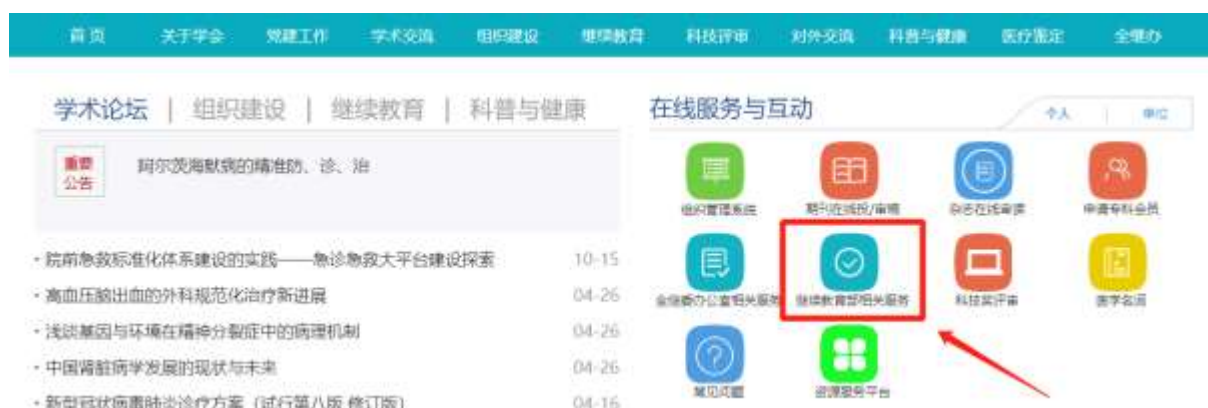 首页 关于学会 党建工作 学术交流 组织建设 继续教育 科技评审 对外交流 科普与健康 医疗鉴定 全继办
学术论坛 | 组织建设 | 继续教育 | 科普与健康
重要
公告
阿尔茨海默病的精准防、诊、治
· 院前急救标准化体系建设的实践——急诊急救大平台建设探索 10-15
· 高血压脑出血的外科规范化治疗新进展 04-26
· 浅谈基因与环境在精神分裂症中的病理机制 04-26
· 中国肾脏病学发展的现状与未来 04-26
· 新型冠状病毒肺炎诊疗方案（试行第八版 修订版） 04-16
在线服务与互动 个人 | 单位
组织管理系统 期刊在线投/审稿 杂志在线审读 申请专科会员
全继委办公室相关服务 继续教育部相关服务 科技奖评审 医学名词
常见问题 资源服务平台